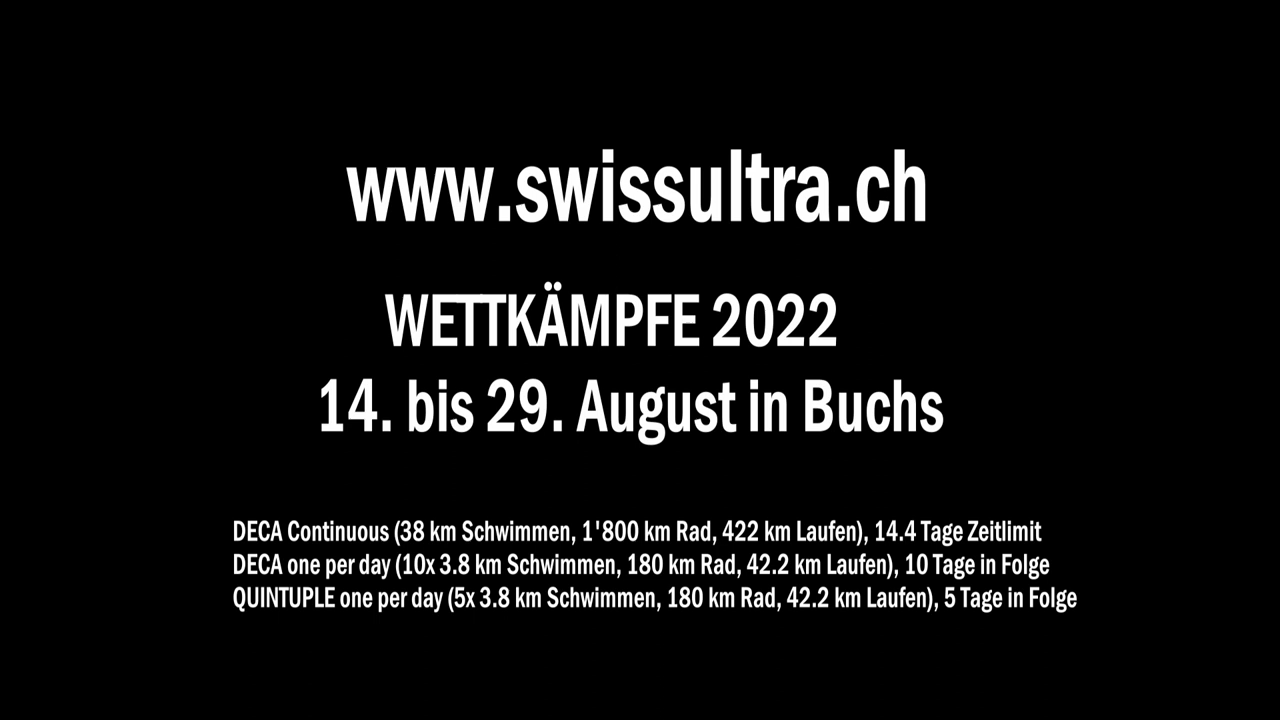 www.swissultra.ch
WETTKÄMPFE 2022
14. bis 29. August in Buchs
DECA Continuous (38 km Schwimmen, 1'800 km Rad, 422 km Laufen), 14.4 Tage Zeitlimit
DECA one per day (10x 3.8 km Schwimmen, 180 km Rad, 42.2 km Laufen), 10 Tage in Folge
QUINTUPLE one per day (5x 3.8 km Schwimmen, 180 km Rad, 42.2 km Laufen), 5 Tage in Folge